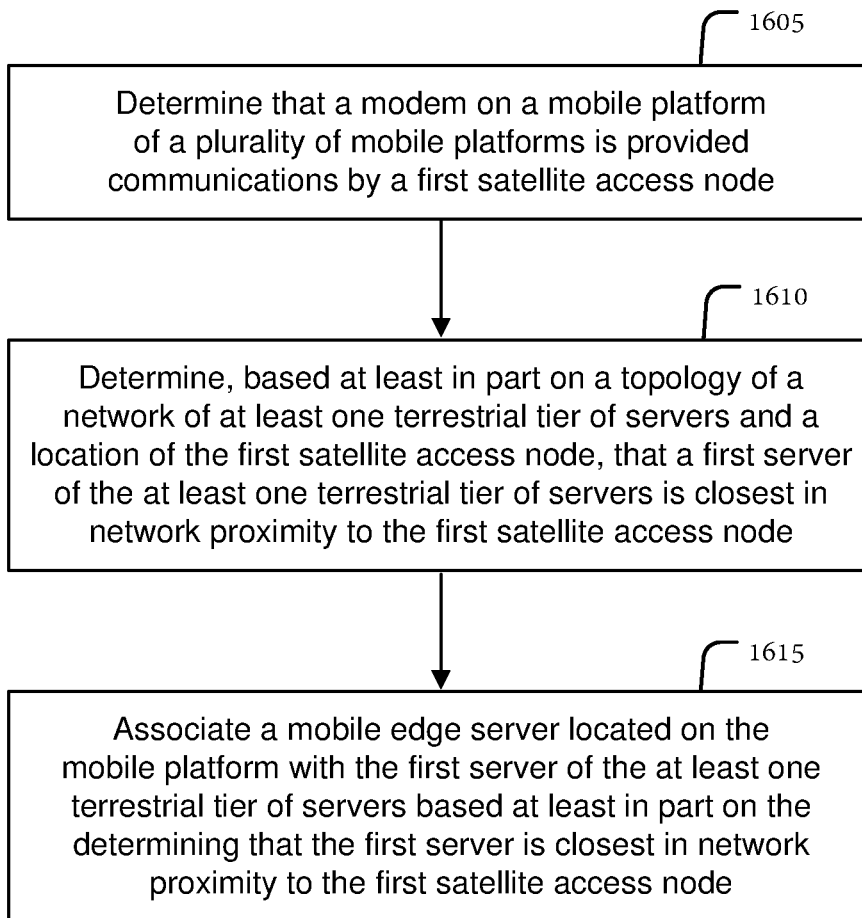 1605
Determine that a modem on a mobile platform
of a plurality of mobile platforms is provided
communications by a first satellite access node
1610
Determine, based at least in part on a topology of a
network of at least one terrestrial tier of servers and a
location of the first satellite access node, that a first server
of the at least one terrestrial tier of servers is closest in
network proximity to the first satellite access node
1615
Associate a mobile edge server located on the
mobile platform with the first server of the at least one
terrestrial tier of servers based at least in part on the
determining that the first server is closest in network
proximity to the first satellite access node